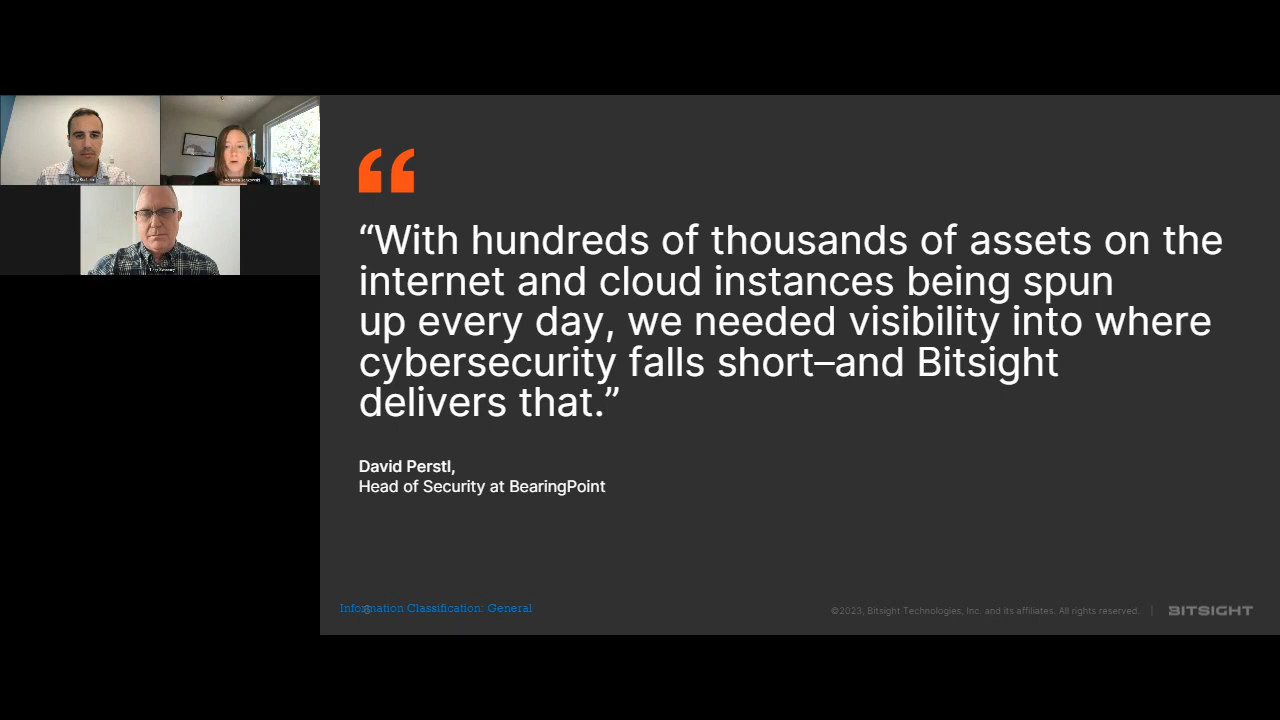 “With hundreds of thousands of assets on the
internet and cloud instances being spun
up every day, we needed visibility into where
cybersecurity falls short–and Bitsight
delivers that.”
David Perstl,
Head of Security at BearingPoint
Information Classification: General
©2023, Bitsight Technologies, Inc. and its affiliates. All rights reserved. | BITSIGHT